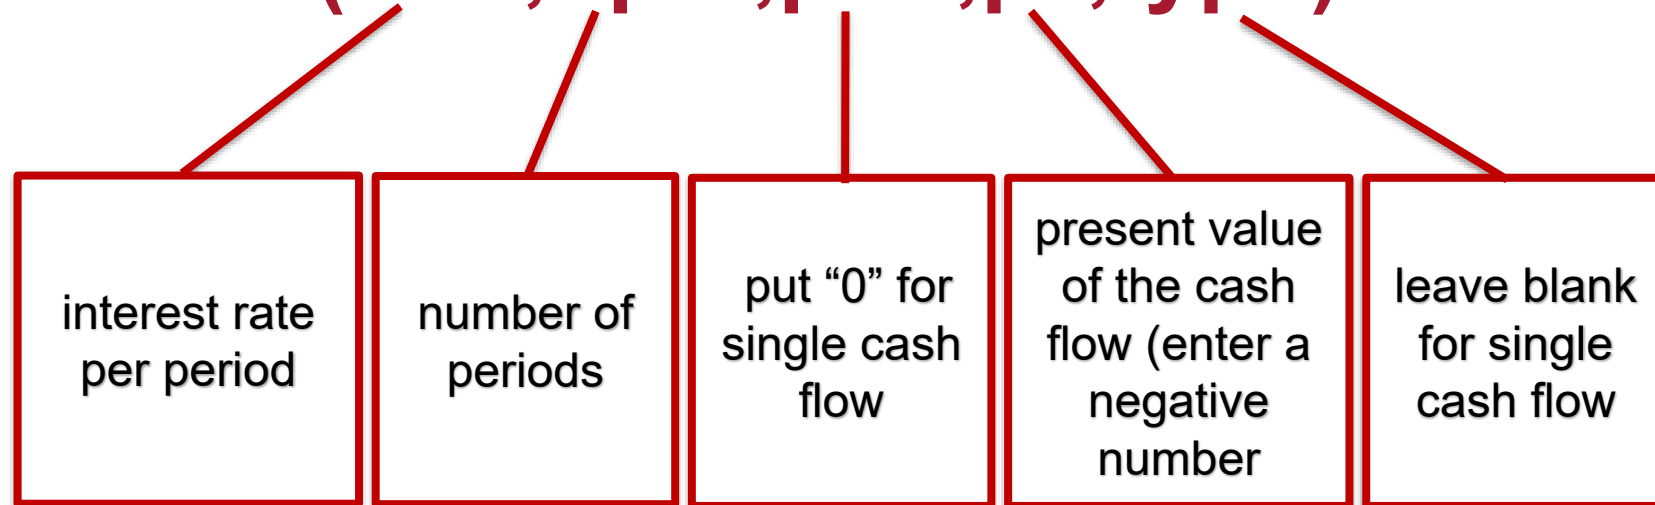 interest rate
per period
number of
periods
put “0” for
single cash
flow
present value
of the cash
flow (enter a
negative
number
leave blank
for single
cash flow